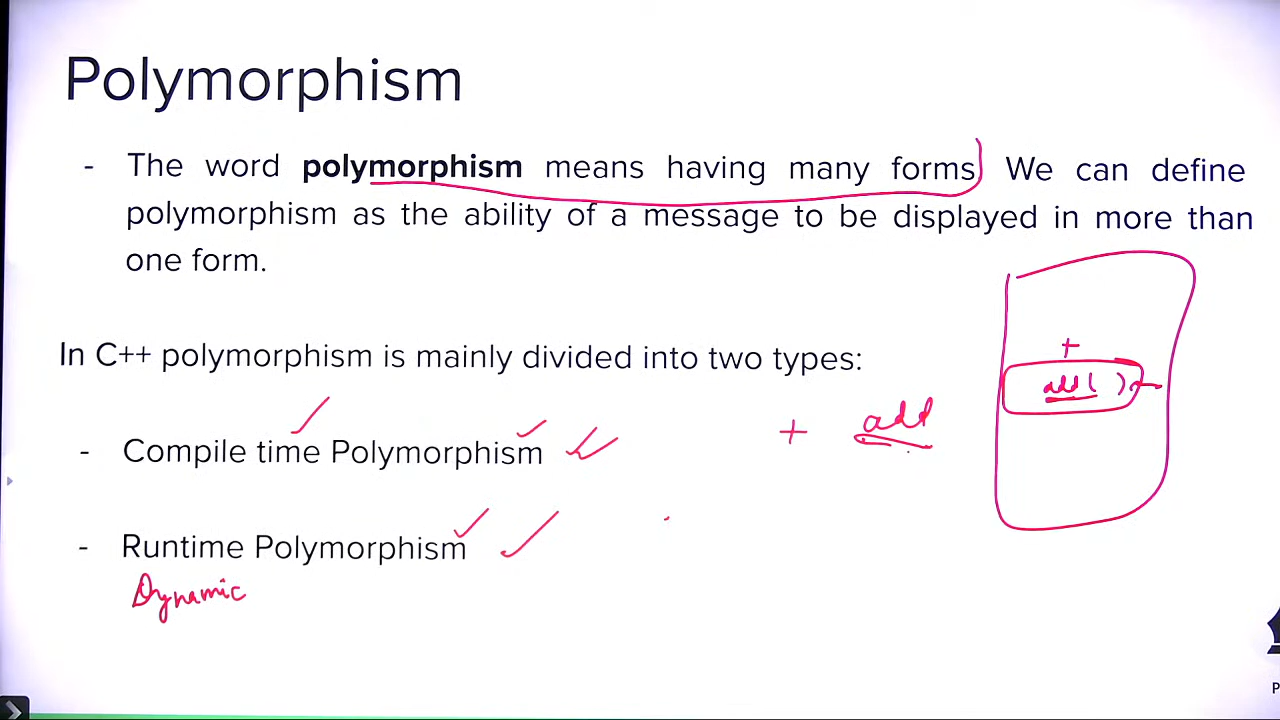 Polymorphism
- The word polymorphism means having many forms We can define
polymorphism as the ability of a message to be displayed in more than
one form.
In C++ polymorphism is mainly divided into two types:
+
add( )
- Compile time Polymorphism
+ add
- Runtime Polymorphism
Dynamic
P